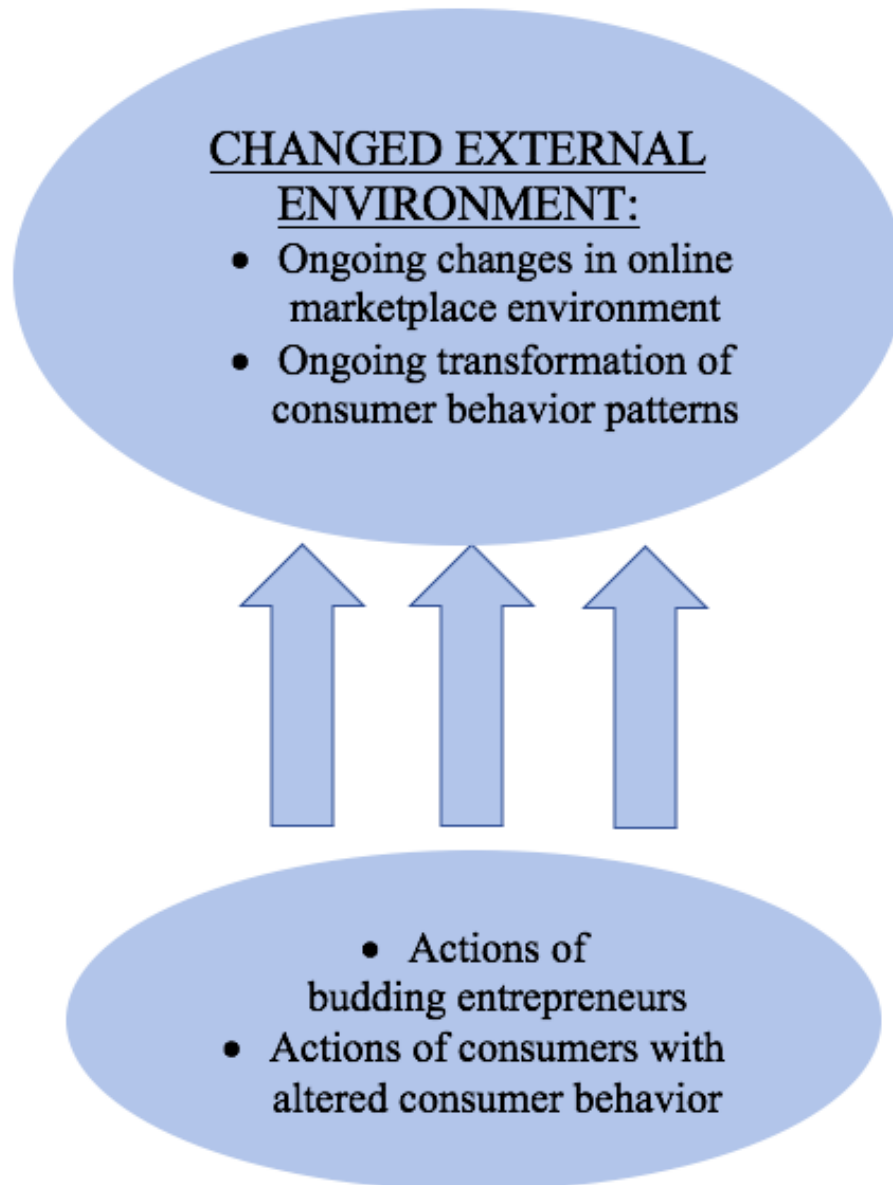 CHANGED EXTERNAL
ENVIRONMENT:
• Ongoing changes in online
marketplace environment
• Ongoing transformation of
consumer behavior patterns
• Actions of
budding entrepreneurs
• Actions of consumers with
altered consumer behavior